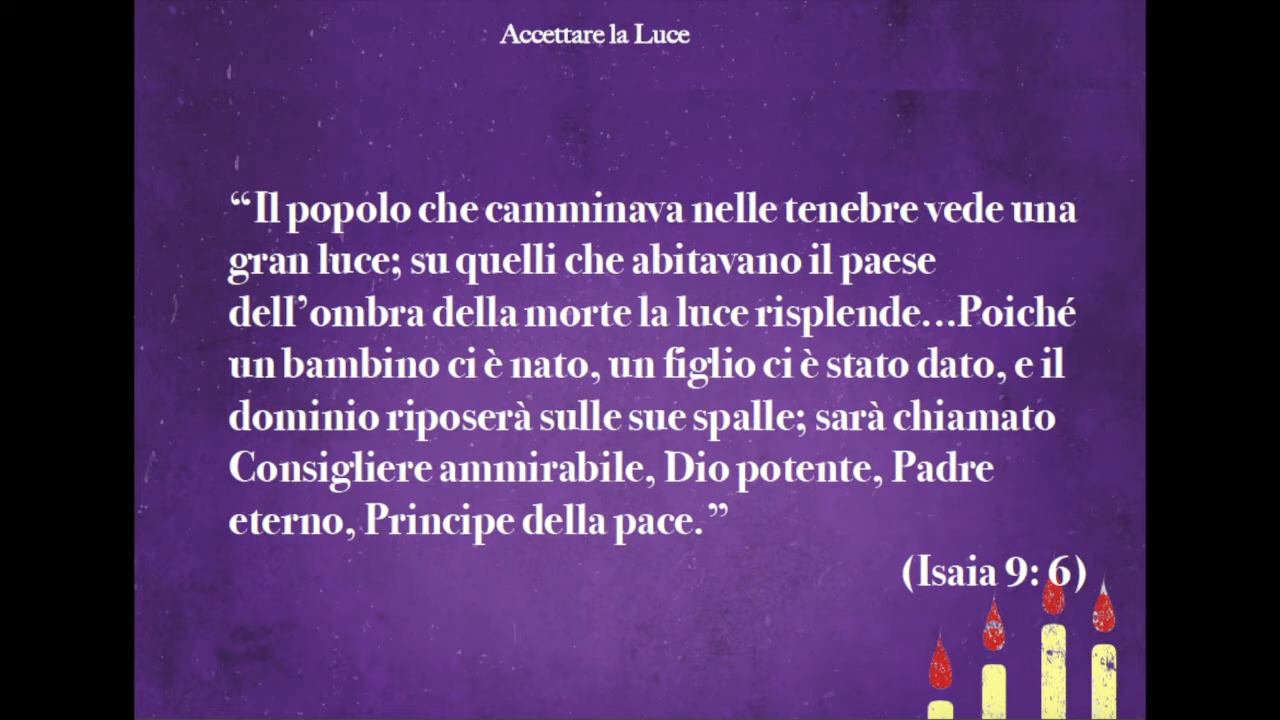 Accettare la Luce
“Il popolo che camminava nelle tenebre vede una
gran luce; su quelli che abitavano il paese
dell’ombra della morte la luce risplende...Poiché
un bambino ci è nato, un figlio ci è stato dato, e il
dominio riposerà sulle sue spalle; sarà chiamato
Consigliere ammirabile, Dio potente, Padre
eterno, Principe della pace.”
(Isaia 9: 6)